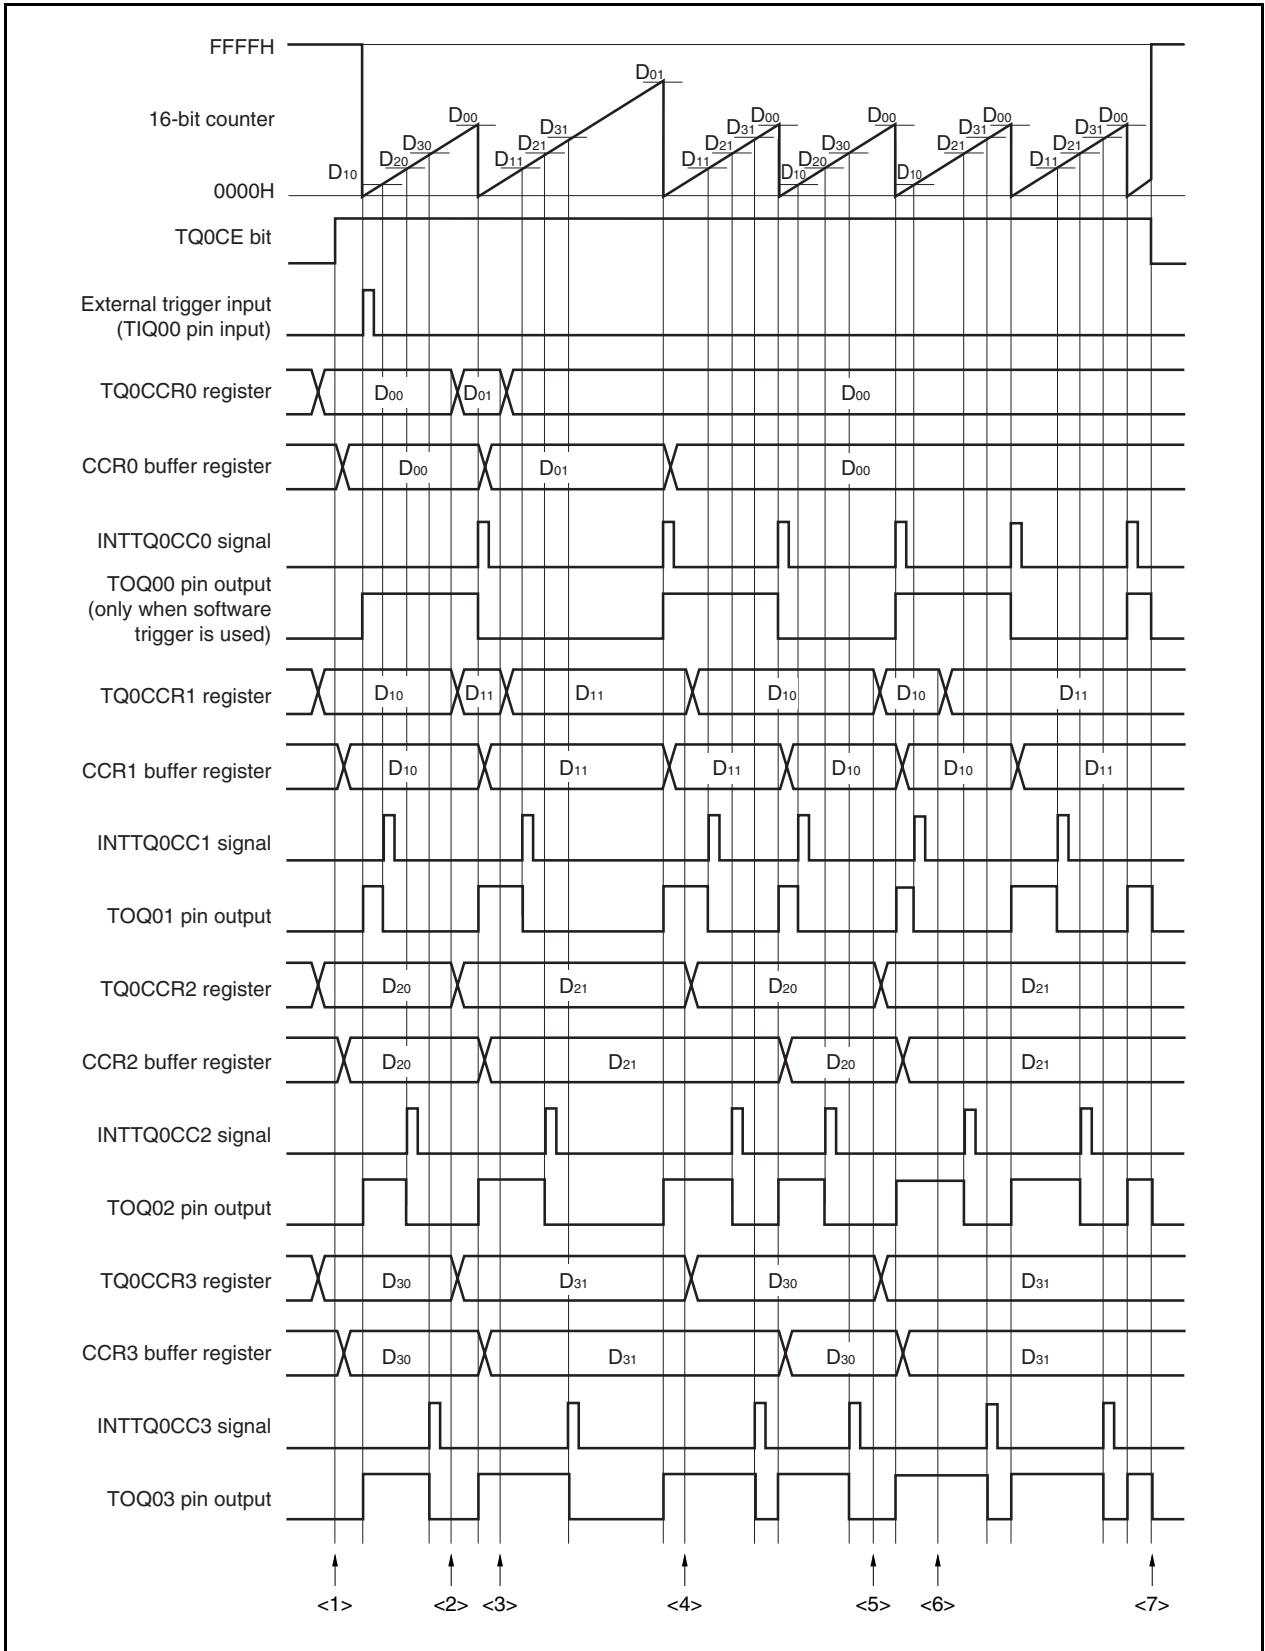 FFFFH
D01
16-bit counter
D00 D00 D00 D00 D00
D31 D31 D31 D31
D30 D30
D21 D21 D21 D21
D20 D20
D11 D11 D11
D10 D10 D10
0000H
TQ0CE bit
External trigger input
(TIQ00 pin input)
TQ0CCR0 register D00 D01 D00
CCR0 buffer register D00 D01 D00
INTTQ0CC0 signal
TOQ00 pin output
(only when software
trigger is used)
TQ0CCR1 register D10 D11 D11 D10 D10 D11
CCR1 buffer register D10 D11 D11 D10 D10 D11
INTTQ0CC1 signal
TOQ01 pin output
TQ0CCR2 register D20 D21 D20 D21
CCR2 buffer register D20 D21 D20 D21
INTTQ0CC2 signal
TOQ02 pin output
TQ0CCR3 register D30 D31 D30 D31
CCR3 buffer register D30 D31 D30 D31
INTTQ0CC3 signal
TOQ03 pin output
<1> <2> <3> <4> <5> <6> <7>